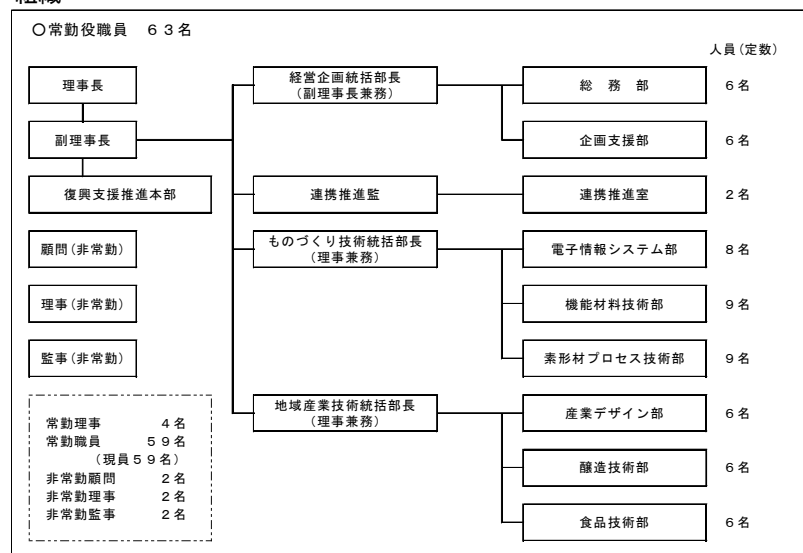 〇常勤役職員 63名
人員(定数)
理事長
経営企画統括部長
(副理事長兼務)
総 務 部
6名
副理事長
企画支援部
6名
復興支援推進本部
連携推進監
連携推進室
2名
顧問(非常勤)
ものづくり技術統括部長
(理事兼務)
電子情報システム部
8名
理事(非常勤)
機能材料技術部
9名
監事(非常勤)
素形材プロセス技術部
9名
常勤理事 4名
常勤職員 59名
(現員59名)
非常勤顧問 2名
非常勤理事 2名
非常勤監事 2名
地域産業技術統括部長
(理事兼務)
産業デザイン部
6名
醸造技術部
6名
食品技術部
6名